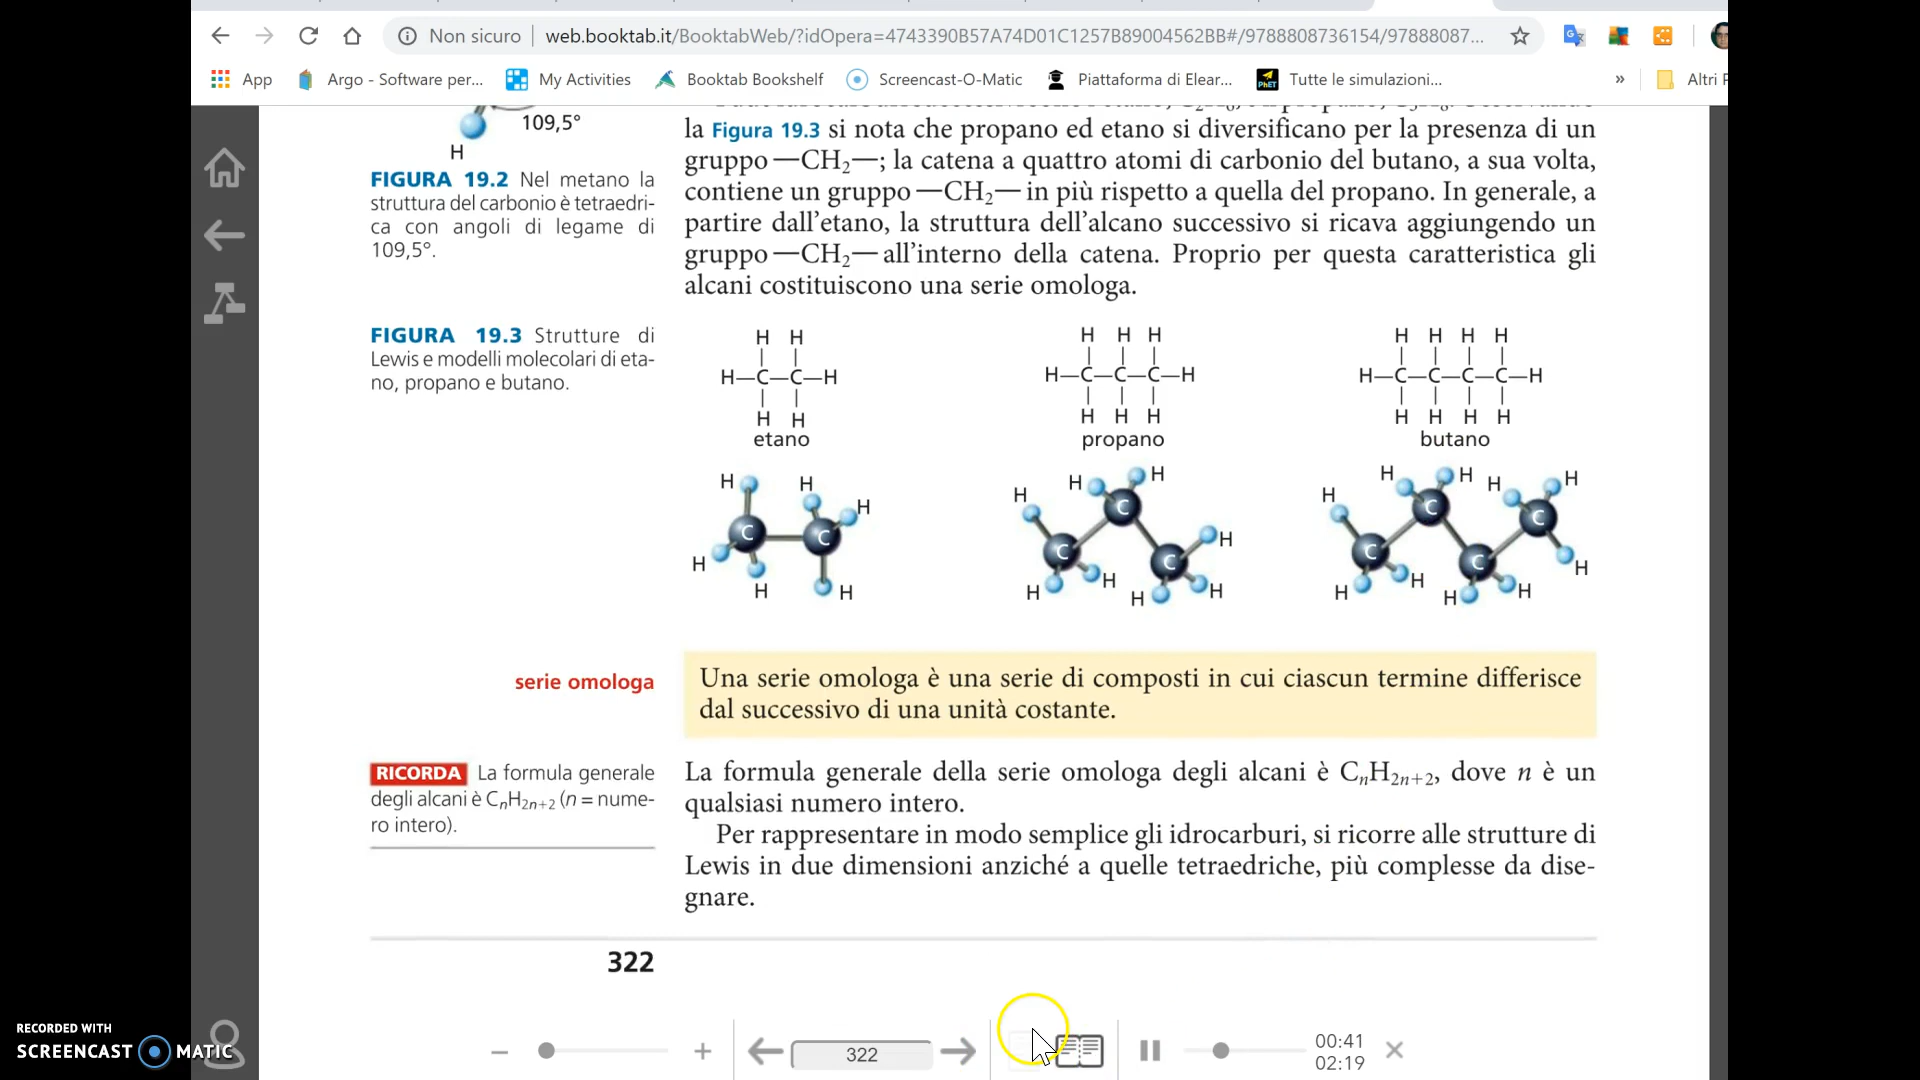 Non sicuro | web.booktab.it/BooktabWeb/?idOpera=4743390B57A74D01C1257B89004562BB#/9788808736154/97888087...
App Argo - Software per... My Activities Booktab Bookshelf Screencast-O-Matic Piattaforma di Elear... Tutte le simulazioni... » Altri
109,5°
H
FIGURA 19.2 Nel metano la
struttura del carbonio è tetraedri-
ca con angoli di legame di
109,5°.
la Figura 19.3 si nota che propano ed etano si diversificano per la presenza di un
gruppo —CH₂—; la catena a quattro atomi di carbonio del butano, a sua volta,
contiene un gruppo —CH₂— in più rispetto a quella del propano. In generale, a
partire dall'etano, la struttura dell'alcano successivo si ricava aggiungendo un
gruppo —CH₂— all'interno della catena. Proprio per questa caratteristica gli
alcani costituiscono una serie omologa.
FIGURA 19.3 Strutture di
Lewis e modelli molecolari di eta-
no, propano e butano.
H H
H—C—C—H
H H
etano
H H H
H—C—C—C—H
H H H
propano
H H H H
H—C—C—C—C—H
H H H H
butano
H H H
C C
H H H
H H H
C C C H
H H H H
H H H H H
C C C C
H H H H H
serie omologa
Una serie omologa è una serie di composti in cui ciascun termine differisce
dal successivo di una unità costante.
RICORDA La formula generale
degli alcani è CₙH₂ₙ₊₂ (n = nume-
ro intero).
La formula generale della serie omologa degli alcani è CₙH₂ₙ₊₂, dove n è un
qualsiasi numero intero.
Per rappresentare in modo semplice gli idrocarburi, si ricorre alle strutture di
Lewis in due dimensioni anziché a quelle tetraedriche, più complesse da dise-
gnare.
322
322
00:41
02:19
RECORDED WITH
SCREENCAST MATIC